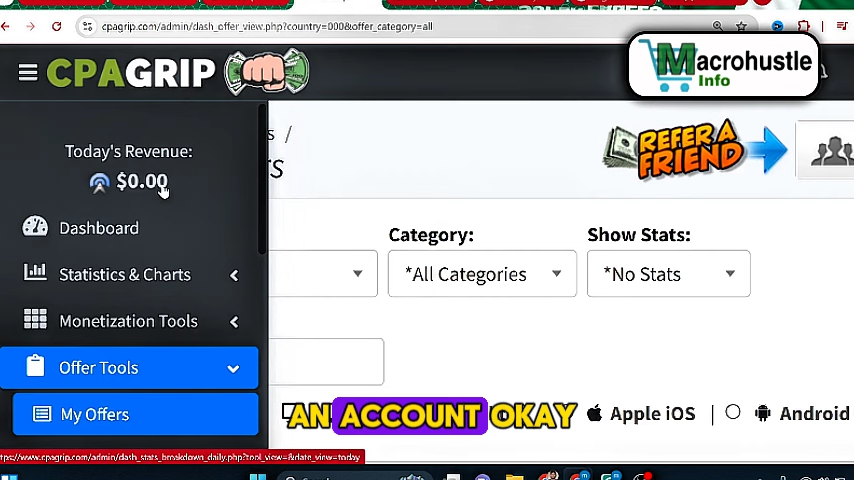 cpagrip.com/admin/dash_offer_view.php?country=000&offer_category=all
CPAGRIP
Macrohustle
Info
Today's Revenue:
$0.00
REFER A
FRIEND
Dashboard
Category:
Show Stats:
Statistics & Charts
*All Categories
*No Stats
Monetization Tools
Offer Tools
My Offers
AN ACCOUNT OKAY
Apple iOS |
Android
https://www.cpagrip.com/admin/dash_stats_breakdown_daily.php?tool_view=&date_view=today